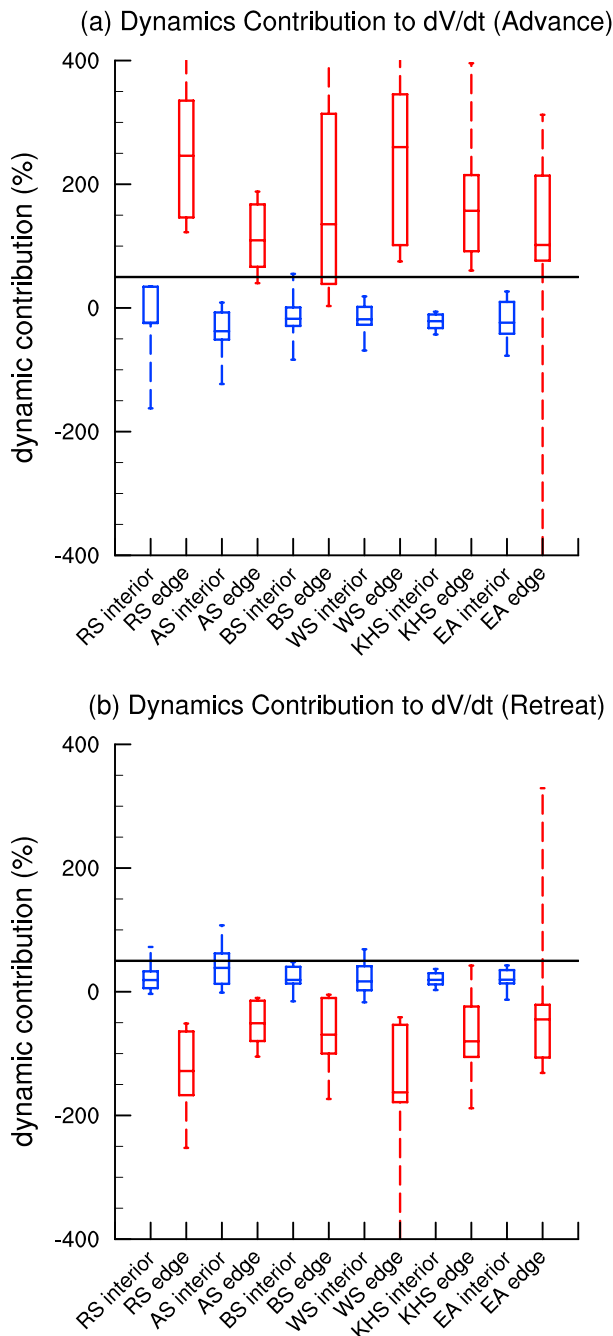 (a) Dynamics Contribution to dV/dt (Advance)
400
200
0
-200
-400
dynamic contribution (%)
RS interior
RS edge
AS interior
AS edge
BS interior
BS edge
WS interior
WS edge
KHS interior
KHS edge
EA interior
EA edge
(b) Dynamics Contribution to dV/dt (Retreat)
400
200
0
-200
-400
dynamic contribution (%)
RS interior
RS edge
AS interior
AS edge
BS interior
BS edge
WS interior
WS edge
KHS interior
KHS edge
EA interior
EA edge